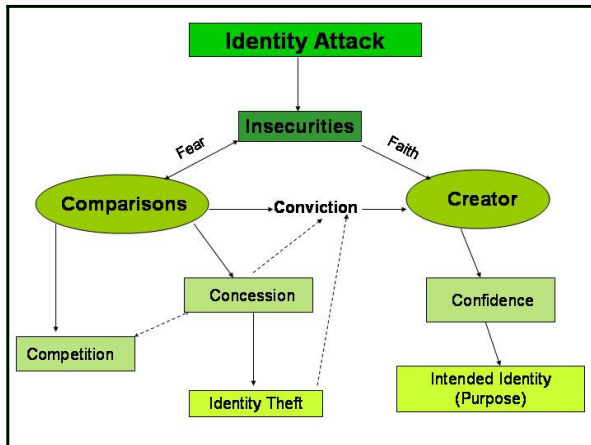 Identity Attack
Insecurities
Fear
Faith
Comparisons
Conviction
Creator
Concession
Confidence
Competition
Identity Theft
Intended Identity
(Purpose)